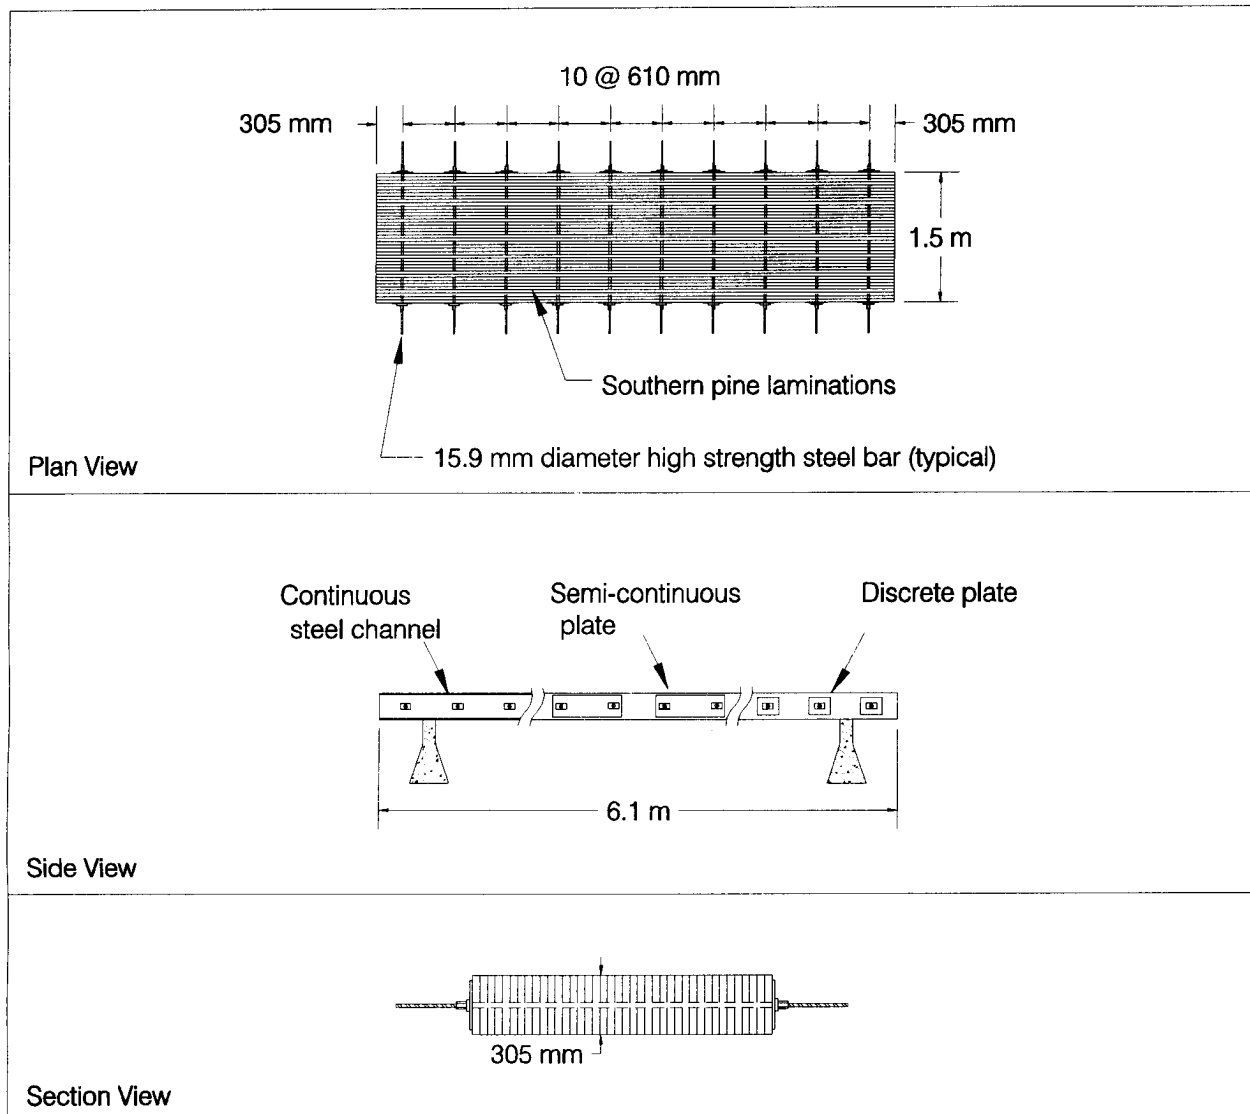 10 @ 610 mm
305 mm
305 mm
1.5 m
Southern pine laminations
15.9 mm diameter high strength steel bar (typical)
Plan View
Continuous
steel channel
Semi-continuous
plate
Discrete plate
6.1 m
Side View
305 mm
Section View